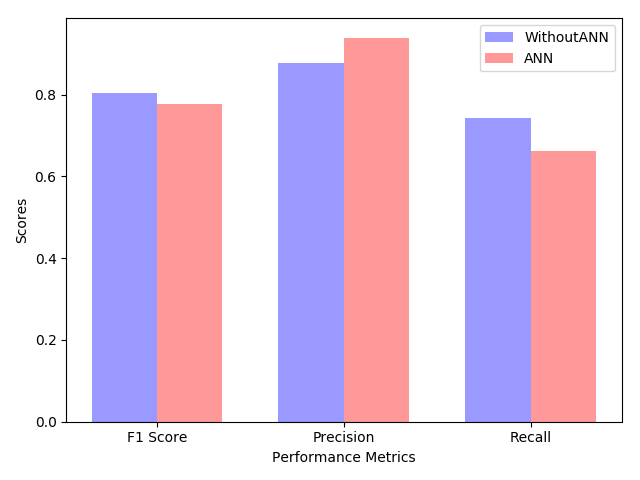 WithoutANN
ANN
0.8
0.6
0.4
0.2
0.0
Scores
F1 Score
Precision
Recall
Performance Metrics